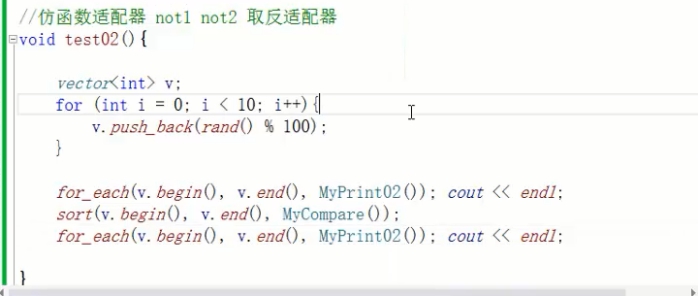 //仿函数适配器 not1 not2 取反适配器
void test02(){
vector<int> v;
for (int i = 0; i < 10; i++){
v.push_back(rand() % 100);
}
for_each(v.begin(), v.end(), MyPrint02()); cout << endl;
sort(v.begin(), v.end(), MyCompare());
for_each(v.begin(), v.end(), MyPrint02()); cout << endl;
}